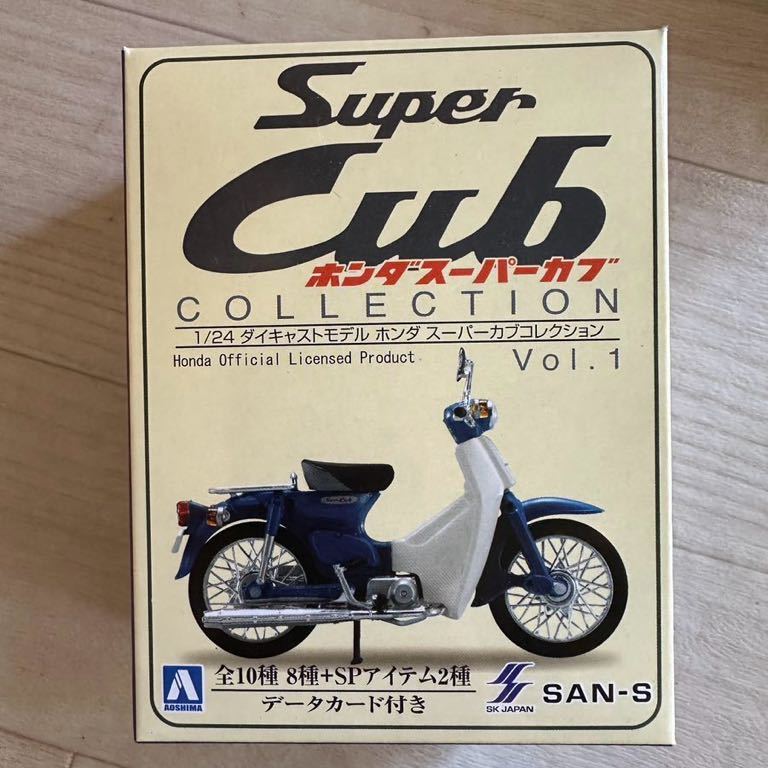 Super
Cub
ホンダスーパーカブ
COLLECTION
1/24 ダイキャストモデル ホンダ スーパーカブコレクション
Honda Official Licensed Product
Vol.1
Super Cub
全10種 8種+SPアイテム2種
データカード付き
AOSHIMA
SK JAPAN
SAN-S